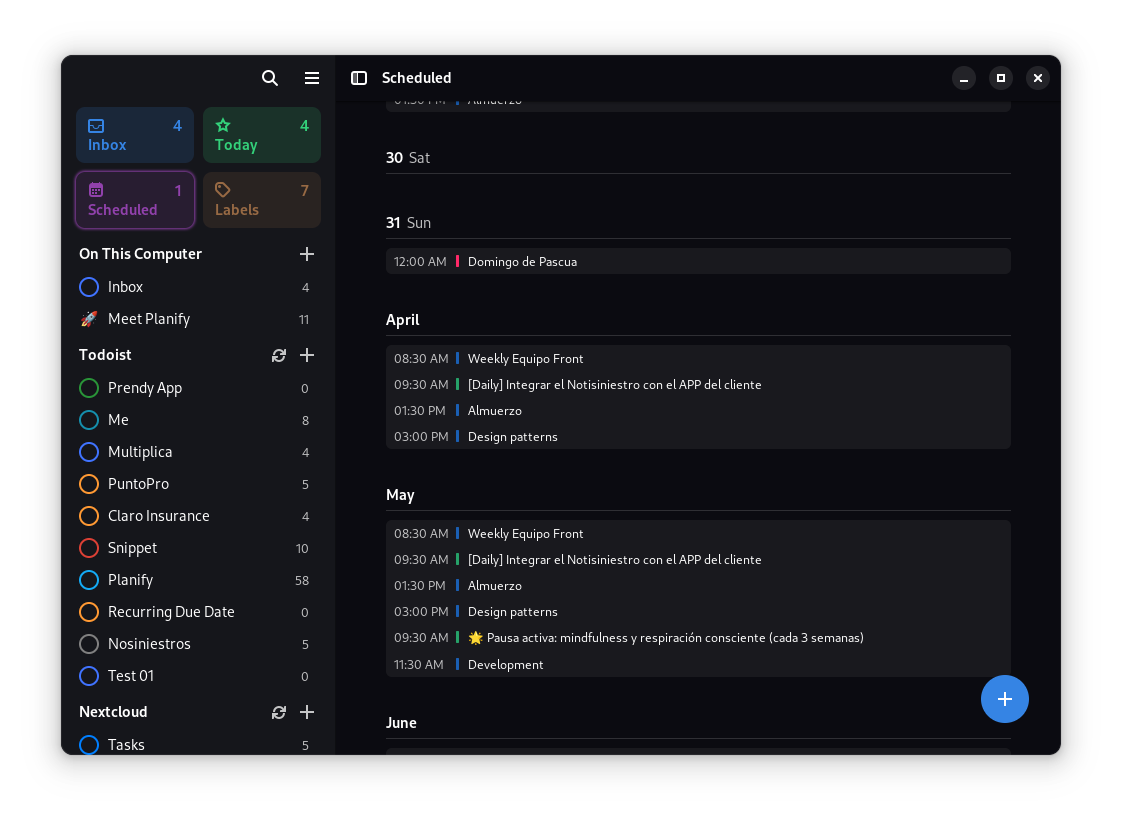 Scheduled
Inbox 4
Today 4
Scheduled 1
Labels 7
On This Computer
Inbox 4
🚀 Meet Planify 11
Todoist
Prendy App 0
Me 8
Multiplica 4
PuntoPro 5
Claro Insurance 4
Snippet 10
Planify 58
Recurring Due Date 0
Nosiniestros 5
Test 01 0
Nextcloud
Tasks 5
01:30 PM Almuerzo
30 Sat
31 Sun
12:00 AM Domingo de Pascua
April
08:30 AM Weekly Equipo Front
09:30 AM [Daily] Integrar el Notisiniestro con el APP del cliente
01:30 PM Almuerzo
03:00 PM Design patterns
May
08:30 AM Weekly Equipo Front
09:30 AM [Daily] Integrar el Notisiniestro con el APP del cliente
01:30 PM Almuerzo
03:00 PM Design patterns
09:30 AM 🌟 Pausa activa: mindfulness y respiración consciente (cada 3 semanas)
11:30 AM Development
June